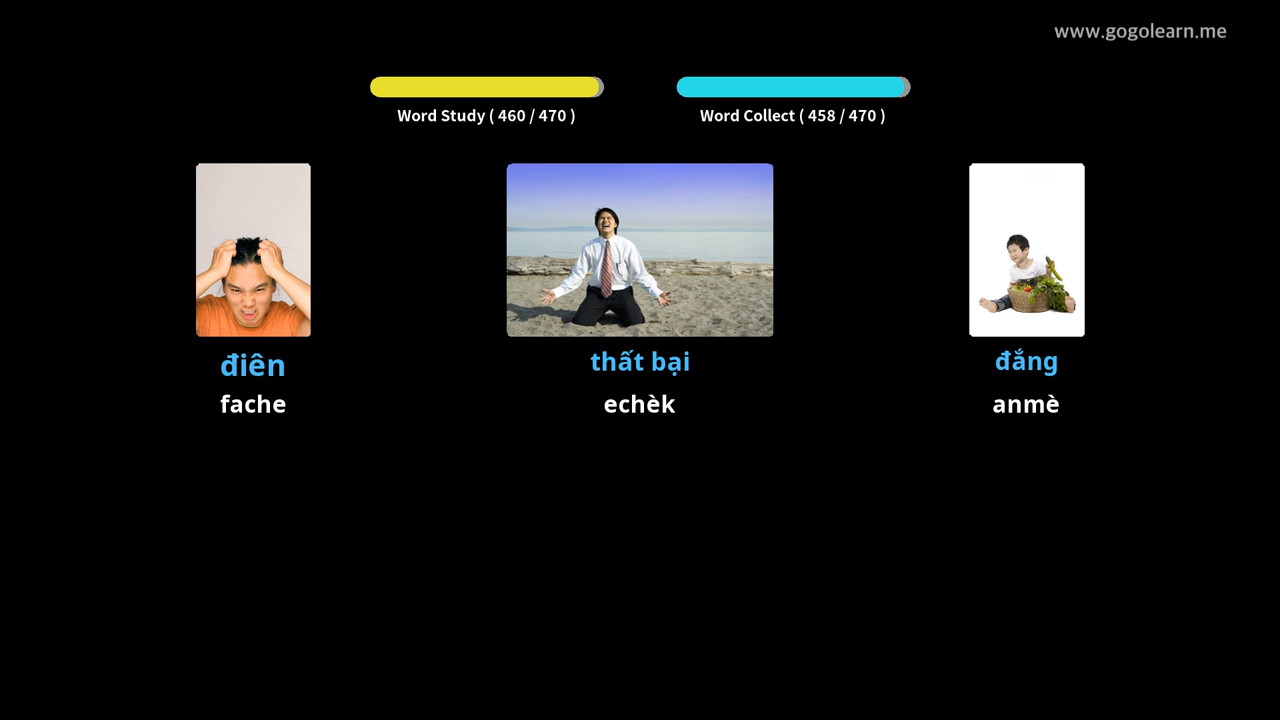 www.gogolearn.me
Word Study ( 460 / 470 )
Word Collect ( 458 / 470 )
điên
thất bại
đắng
fache
echèk
anmè